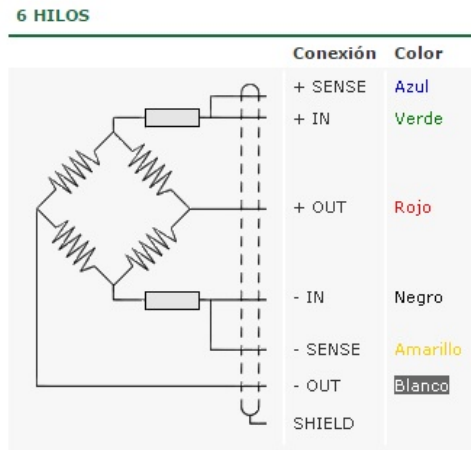 6 HILOS
Conexión Color
+ SENSE Azul
+ IN Verde
+ OUT Rojo
- IN Negro
- SENSE Amarillo
- OUT Blanco
SHIELD